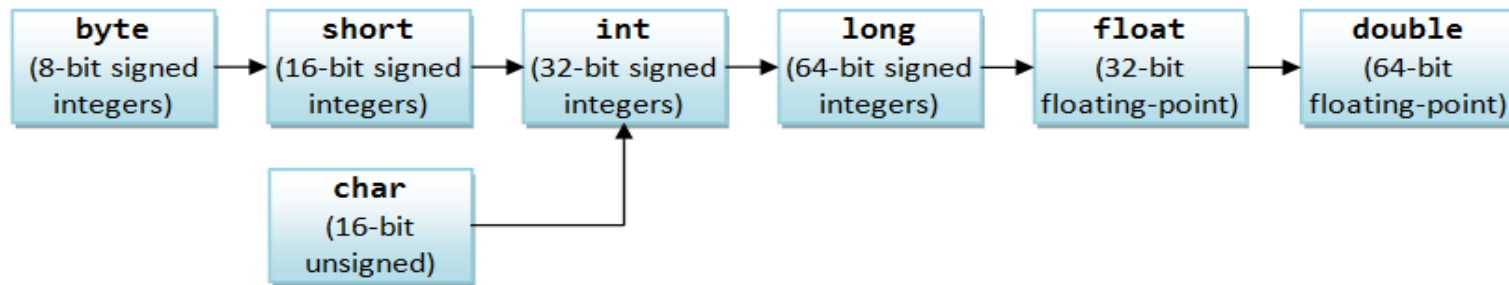 byte
(8-bit signed
integers)
short
(16-bit signed
integers)
int
(32-bit signed
integers)
long
(64-bit signed
integers)
float
(32-bit
floating-point)
double
(64-bit
floating-point)
char
(16-bit
unsigned)